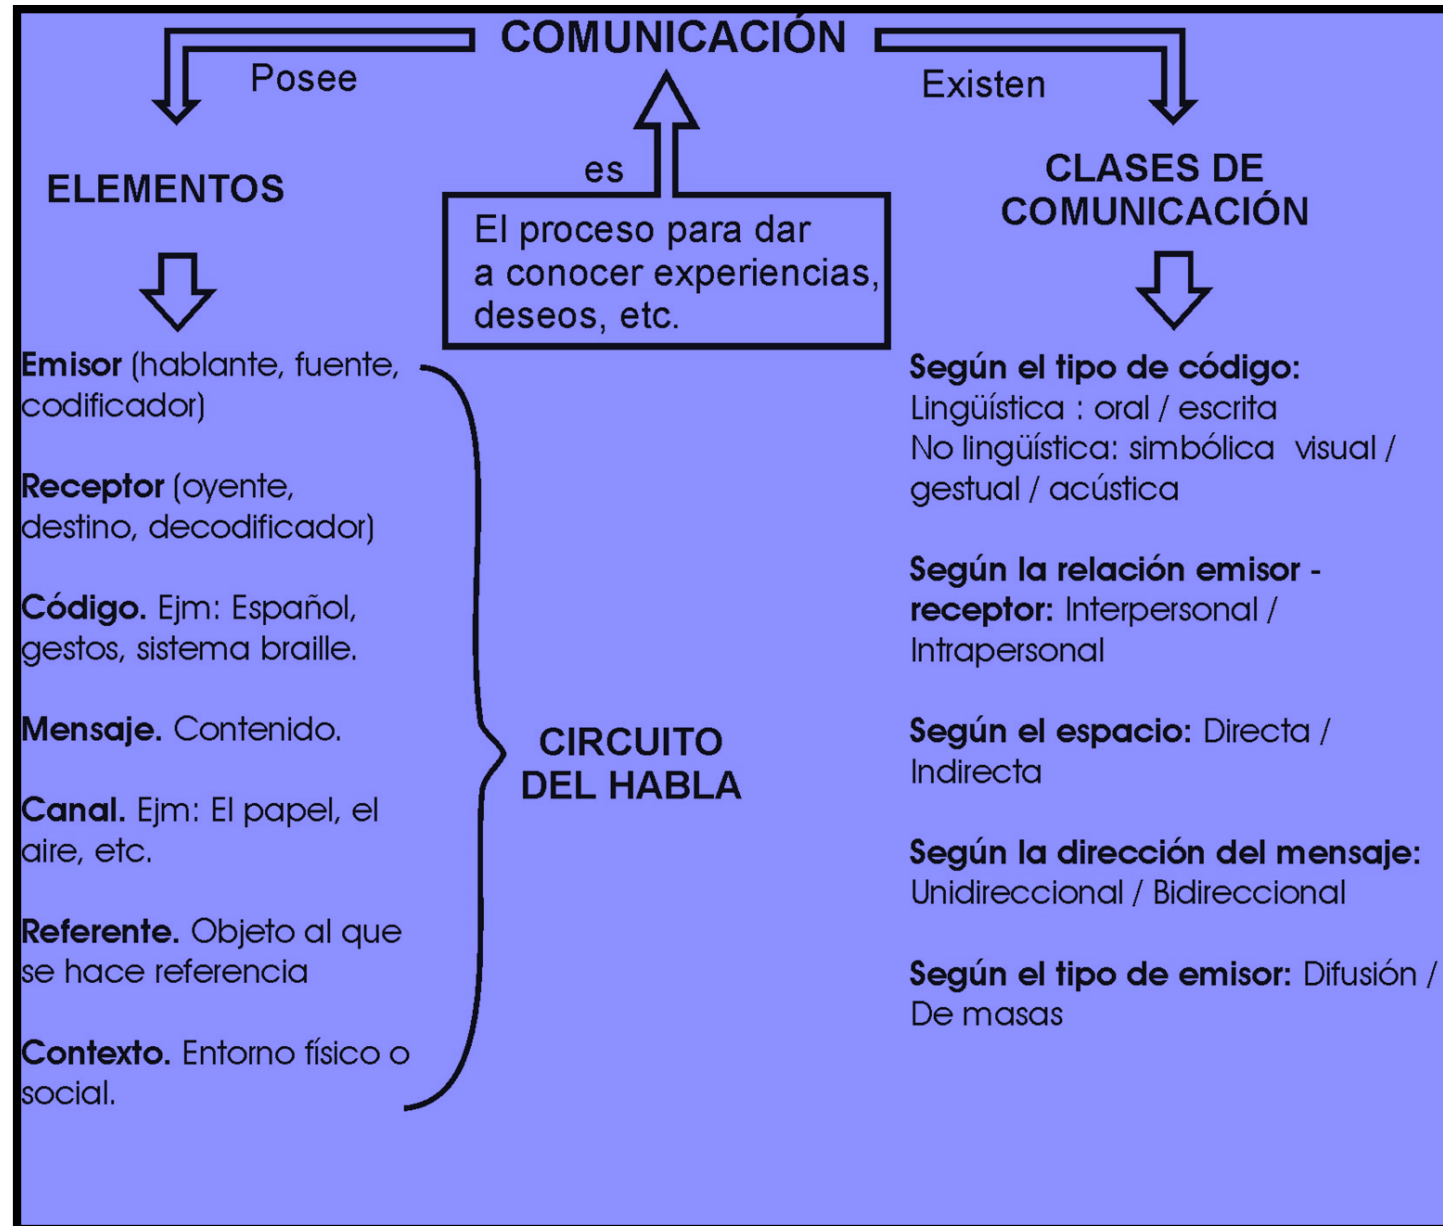 COMUNICACIÓN
Posee
Existen
es
El proceso para dar
a conocer experiencias,
deseos, etc.
ELEMENTOS
Emisor (hablante, fuente,
codificador)
Receptor (oyente,
destino, decodificador)
Código. Ejm: Español,
gestos, sistema braille.
Mensaje. Contenido.
Canal. Ejm: El papel, el
aire, etc.
Referente. Objeto al que
se hace referencia
Contexto. Entorno físico o
social.
CIRCUITO
DEL HABLA
CLASES DE
COMUNICACIÓN
Según el tipo de código:
Lingüística : oral / escrita
No lingüística: simbólica visual /
gestual / acústica
Según la relación emisor -
receptor: Interpersonal /
Intrapersonal
Según el espacio: Directa /
Indirecta
Según la dirección del mensaje:
Unidireccional / Bidireccional
Según el tipo de emisor: Difusión /
De masas